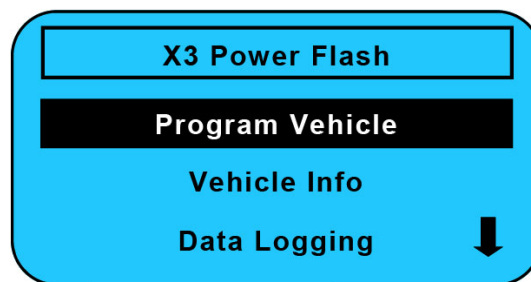 X3 Power Flash
Program Vehicle
Vehicle Info
Data Logging